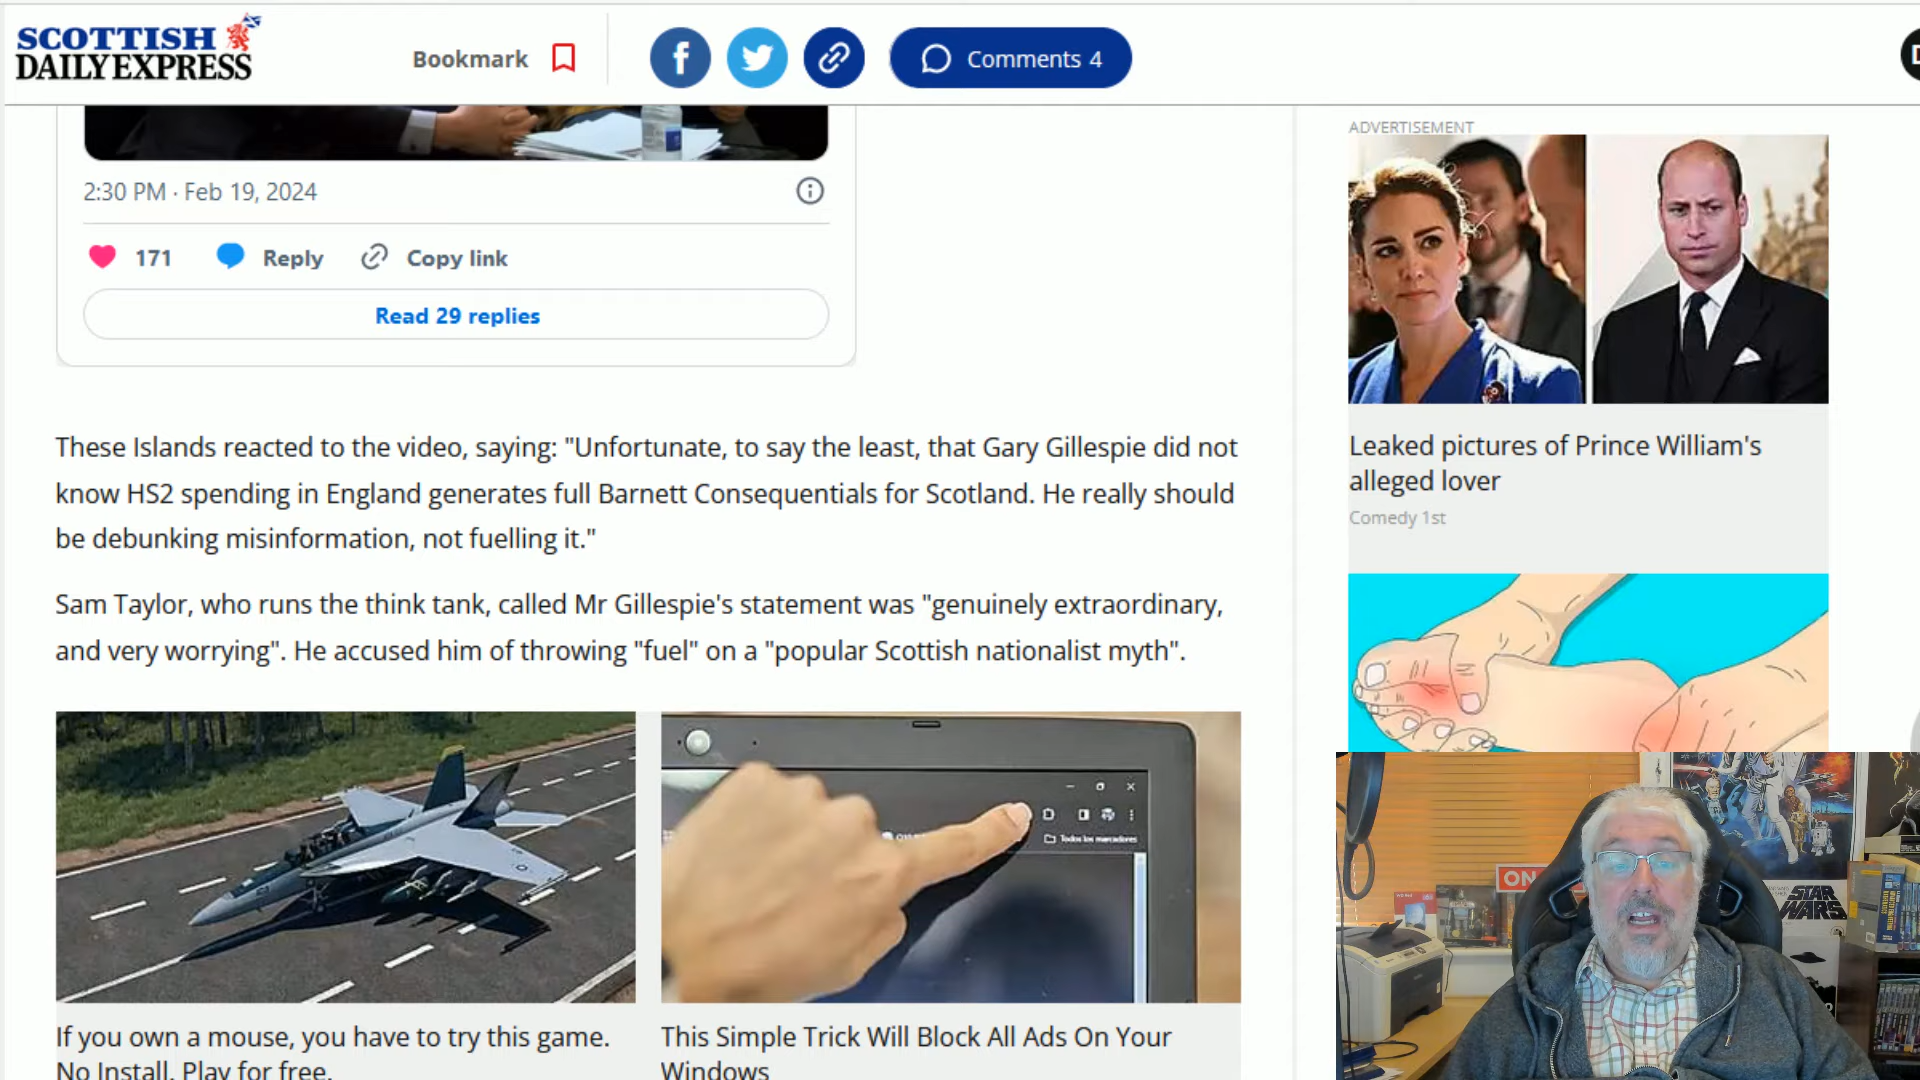 SCOTTISH
DAILY EXPRESS
Bookmark
Comments 4
2:30 PM · Feb 19, 2024
171
Reply
Copy link
Read 29 replies
These Islands reacted to the video, saying: "Unfortunate, to say the least, that Gary Gillespie did not
know HS2 spending in England generates full Barnett Consequentials for Scotland. He really should
be debunking misinformation, not fuelling it."
Sam Taylor, who runs the think tank, called Mr Gillespie's statement was "genuinely extraordinary,
and very worrying". He accused him of throwing "fuel" on a "popular Scottish nationalist myth".
Todos los marcadores
If you own a mouse, you have to try this game.
No Install. Play for free.
This Simple Trick Will Block All Ads On Your
Windows
ADVERTISEMENT
Leaked pictures of Prince William's
alleged lover
Comedy 1st
ON
STAR
WARS